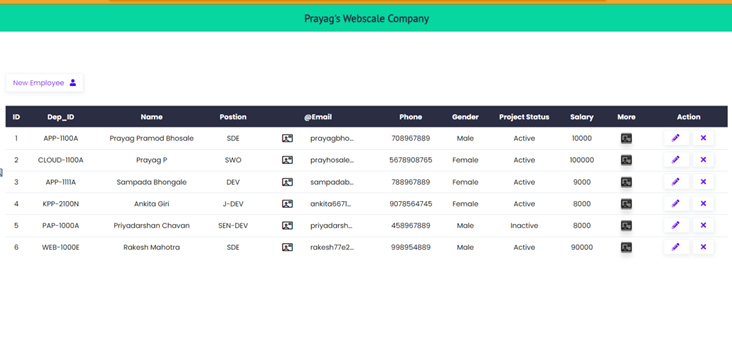 Prayag's Webscale Company
New Employee
ID Dep_ID Name Postion @Email Phone Gender Project Status Salary More Action
1 APP-1100A Prayag Pramod Bhosale SDE prayagbho... 708967889 Male Active 10000
2 CLOUD-1100A Prayag P SWO prayhosale... 5678908765 Female Active 100000
3 APP-1111A Sampada Bhongale DEV sampadab... 788967889 Female Active 9000
4 KPP-2100N Ankita Giri J-DEV ankita6671... 9078564745 Female Active 8000
5 PAP-1000A Priyadarshan Chavan SEN-DEV priyadarsh... 458967889 Male Inactive 8000
6 WEB-1000E Rakesh Mahotra SDE rakesh77e2... 998954889 Male Active 90000